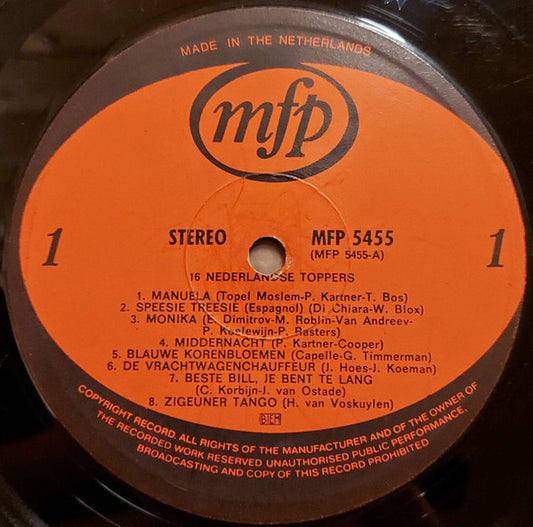 MADE IN THE NETHERLANDS
mfp
1 STEREO MFP 5455 1
(MFP 5455-A)
16 NEDERLANDSE TOPPERS
1. MANUELA (Topel Moslem-P. Kartner-T. Bos)
2. SPEESIE TREESIE (Espagnol) (Di Chiara-W. Blox)
3. MONIKA (E. Dimitrov-M. Roblin-Van Andreev-
P. Koelewijn-P. Rasters)
4. MIDDERNACHT (P. Kartner-Cooper)
5. BLAUWE KORENBLOEMEN (Capelle-G. Timmerman)
6. DE VRACHTWAGENCHAUFFEUR (J. Hoes-J. Koeman)
7. BESTE BILL, JE BENT TE LANG
(C. Korbijn-J. van Ostade)
8. ZIGEUNER TANGO (H. van Voskuylen)
BIEM
COPYRIGHT RECORD. ALL RIGHTS OF THE MANUFACTURER AND OF THE OWNER OF
THE RECORDED WORK RESERVED UNAUTHORISED PUBLIC PERFORMANCE,
BROADCASTING AND COPY OF THIS RECORD PROHIBITED